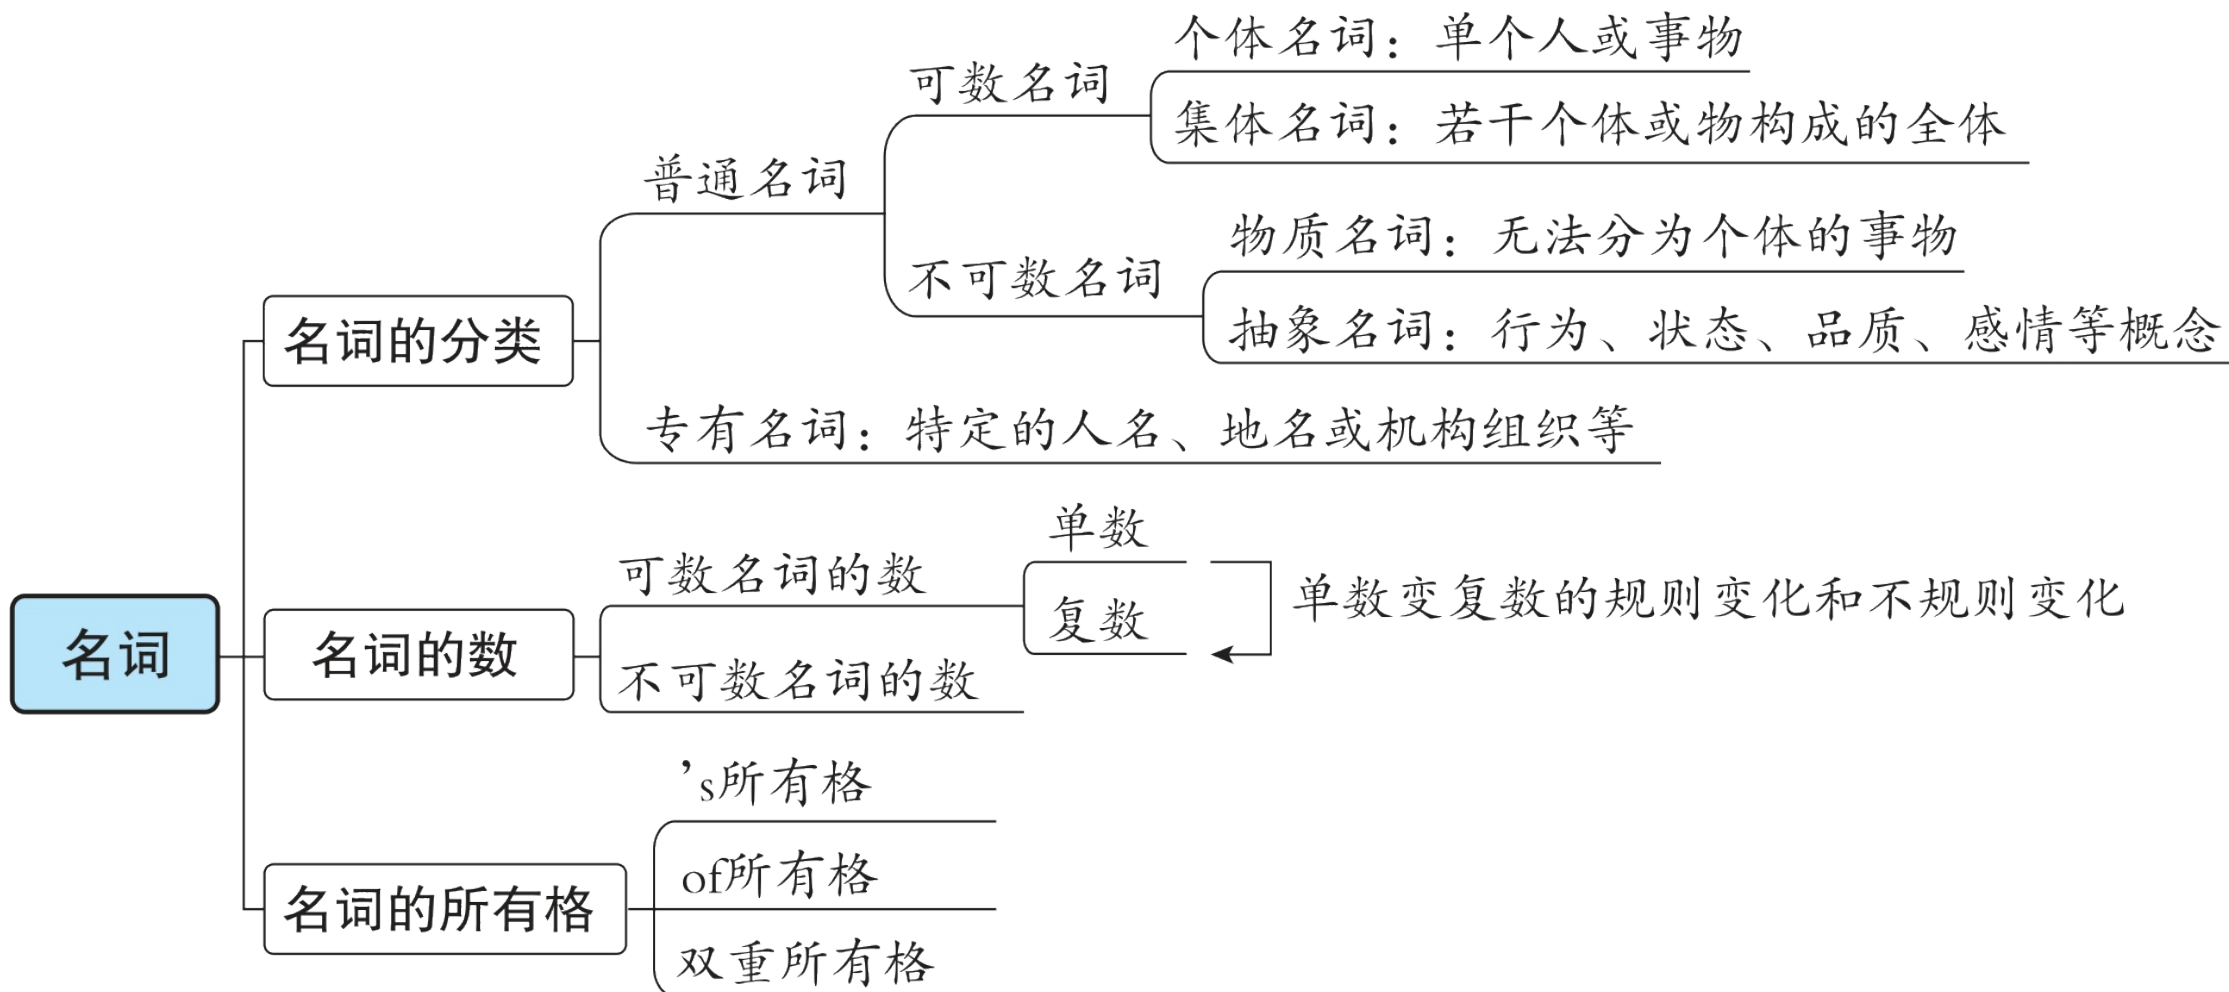 名词
名词的分类
普通名词
可数名词
个体名词：单个人或事物
集体名词：若干个体或物构成的全体
不可数名词
物质名词：无法分为个体的事物
抽象名词：行为、状态、品质、感情等概念
专有名词：特定的人名、地名或机构组织等
名词的数
可数名词的数
单数
复数
单数变复数的规则变化和不规则变化
不可数名词的数
名词的所有格
’s所有格
of所有格
双重所有格